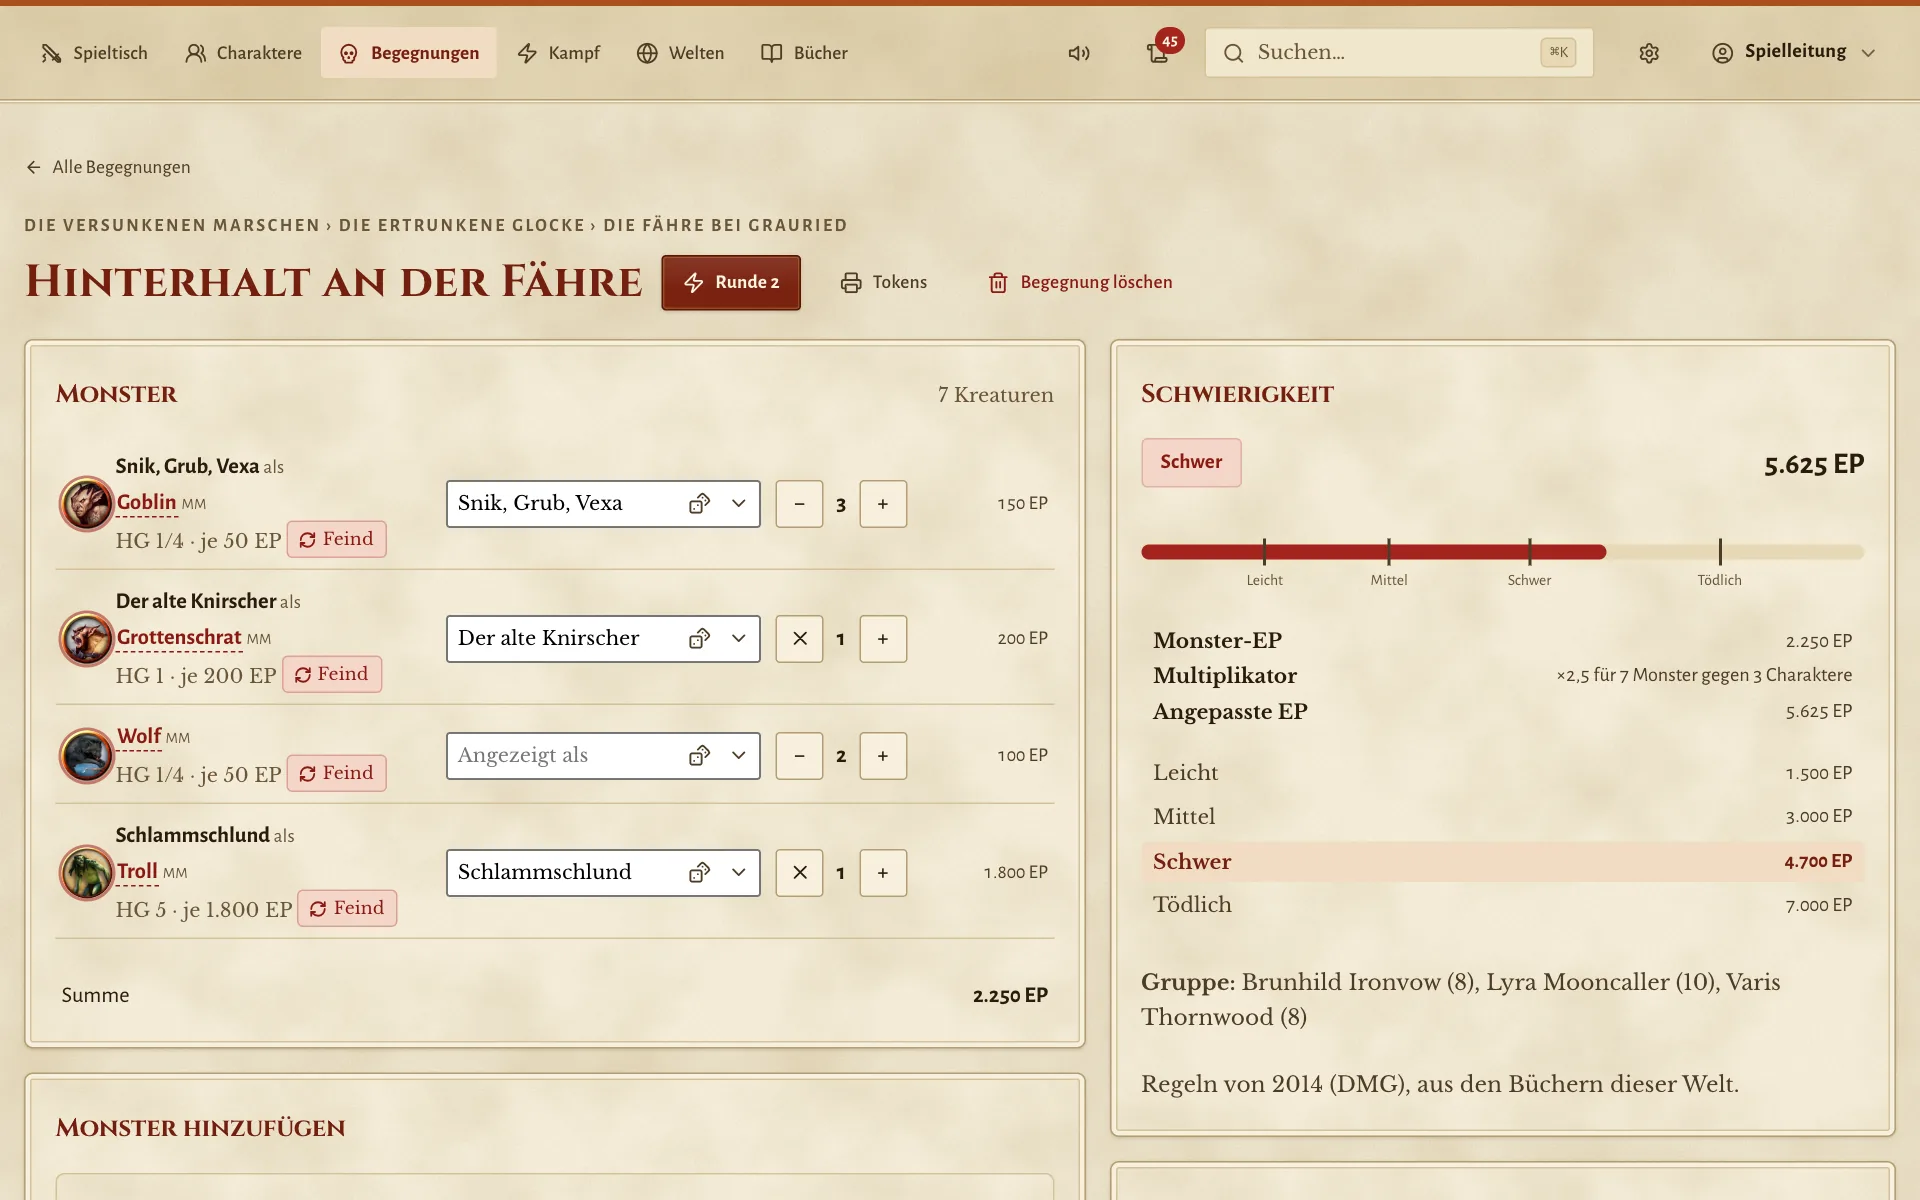 Spieltisch
Charaktere
Begegnungen
Kampf
Welten
Bücher
45
Suchen...
⌘K
Spielleitung
Alle Begegnungen
DIE VERSUNKENEN MARSCHEN › DIE ERTRUNKENE GLOCKE › DIE FÄHRE BEI GRAURIED
Hinterhalt an der Fähre
Runde 2
Tokens
Begegnung löschen
Monster
7 Kreaturen
Snik, Grub, Vexa als
Goblin MM
HG 1/4 · je 50 EP
Feind
Snik, Grub, Vexa
− 3 +
150 EP
Der alte Knirscher als
Grottenschrat MM
HG 1 · je 200 EP
Feind
Der alte Knirscher
× 1 +
200 EP
Wolf MM
HG 1/4 · je 50 EP
Feind
Angezeigt als
− 2 +
100 EP
Schlammschlund als
Troll MM
HG 5 · je 1.800 EP
Feind
Schlammschlund
× 1 +
1.800 EP
Summe
2.250 EP
Monster hinzufügen
Schwierigkeit
Schwer
5.625 EP
Leicht
Mittel
Schwer
Tödlich
Monster-EP
2.250 EP
Multiplikator
×2,5 für 7 Monster gegen 3 Charaktere
Angepasste EP
5.625 EP
Leicht
1.500 EP
Mittel
3.000 EP
Schwer
4.700 EP
Tödlich
7.000 EP
Gruppe: Brunhild Ironvow (8), Lyra Mooncaller (10), Varis
Thornwood (8)
Regeln von 2014 (DMG), aus den Büchern dieser Welt.